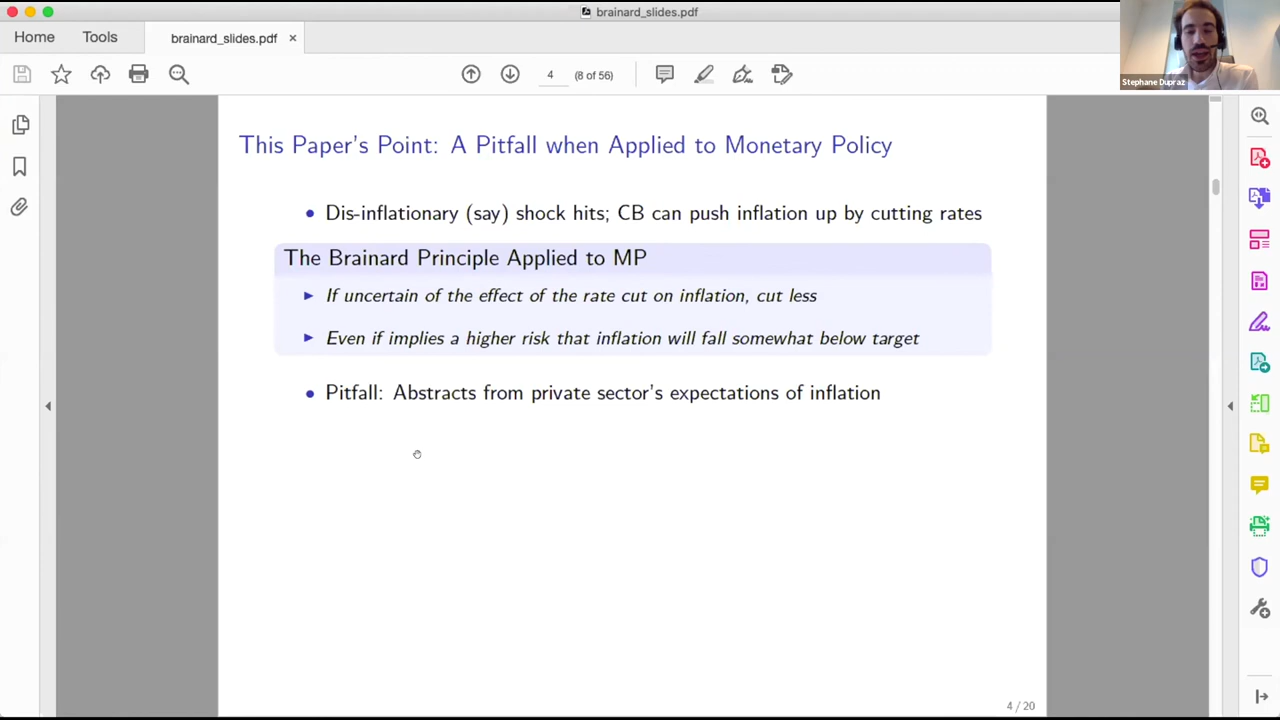 brainard_slides.pdf
Home
Tools
brainard_slides.pdf
4
(8 of 56)
Stephane Dupraz
This Paper's Point: A Pitfall when Applied to Monetary Policy
• Dis-inflationary (say) shock hits; CB can push inflation up by cutting rates
The Brainard Principle Applied to MP
► If uncertain of the effect of the rate cut on inflation, cut less
► Even if implies a higher risk that inflation will fall somewhat below target
• Pitfall: Abstracts from private sector's expectations of inflation
4 / 20